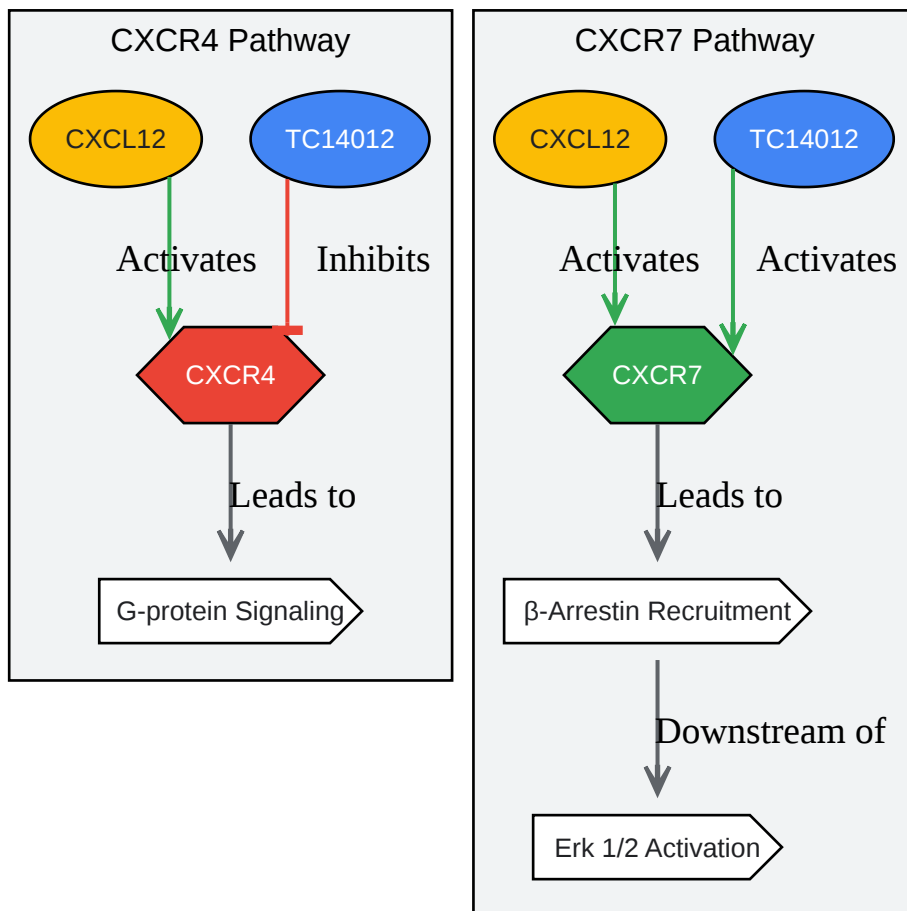 CXCR4 Pathway
CXCL12
TC14012
Activates
Inhibits
CXCR4
Leads to
G-protein Signaling
CXCR7 Pathway
CXCL12
TC14012
Activates
Activates
CXCR7
Leads to
β-Arrestin Recruitment
Downstream of
Erk 1/2 Activation